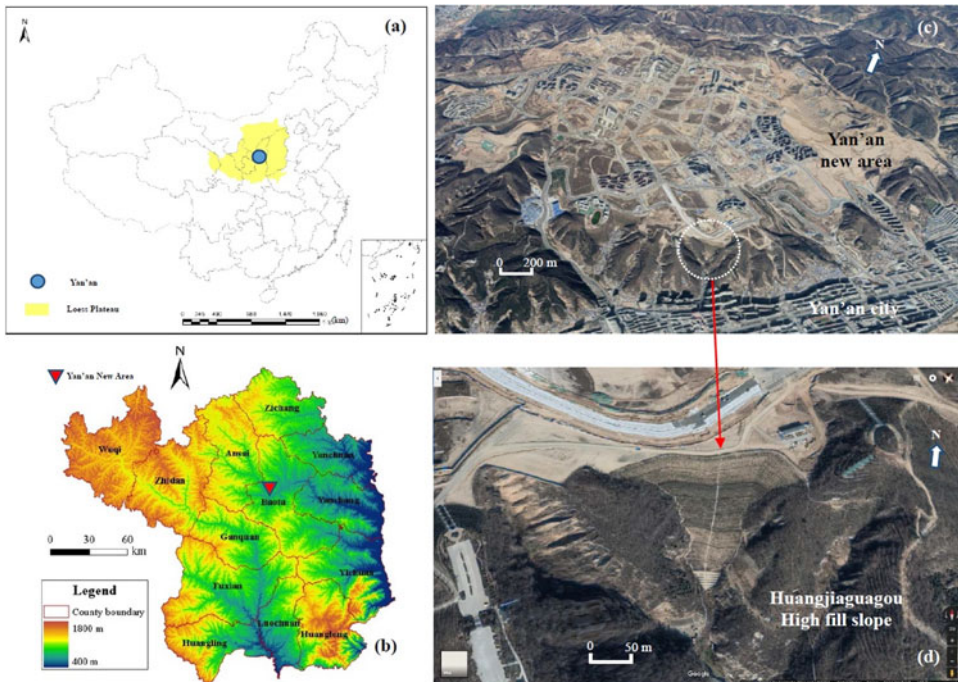 N
(a)
Yan'an
Loess Plateau
(km)
N
Yan'an New Area
Zichang
Wuqi
Ansai
Yanchuan
Zhidan
Yanchang
Baota
Ganquan
0 30 60
km
Yichuan
Fuxian
Legend
County boundary
1800 m
400 m
Luochuan
Huanglong
Huangling
(b)
(c)
N
Yan'an
new area
0 200 m
Yan'an city
N
Huangjiaguagou
High fill slope
0 50 m
Google
(d)